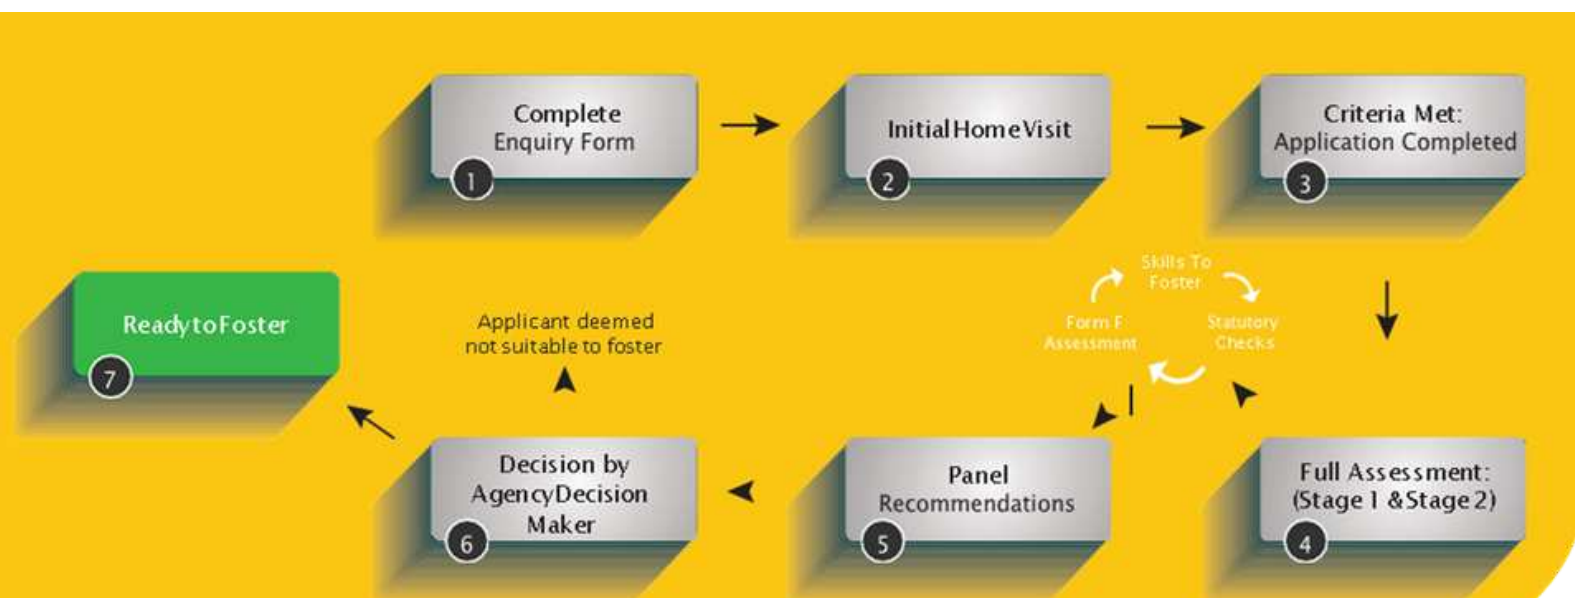 Complete
Enquiry Form
1
Initial Home Visit
2
Criteria Met:
Application Completed
3
Skills To
Foster
Statutory
Checks
Form F
Assessment
Full Assessment:
(Stage 1 & Stage 2)
4
Panel
Recommendations
5
Decision by
Agency Decision
Maker
6
Applicant deemed
not suitable to foster
Ready to Foster
7